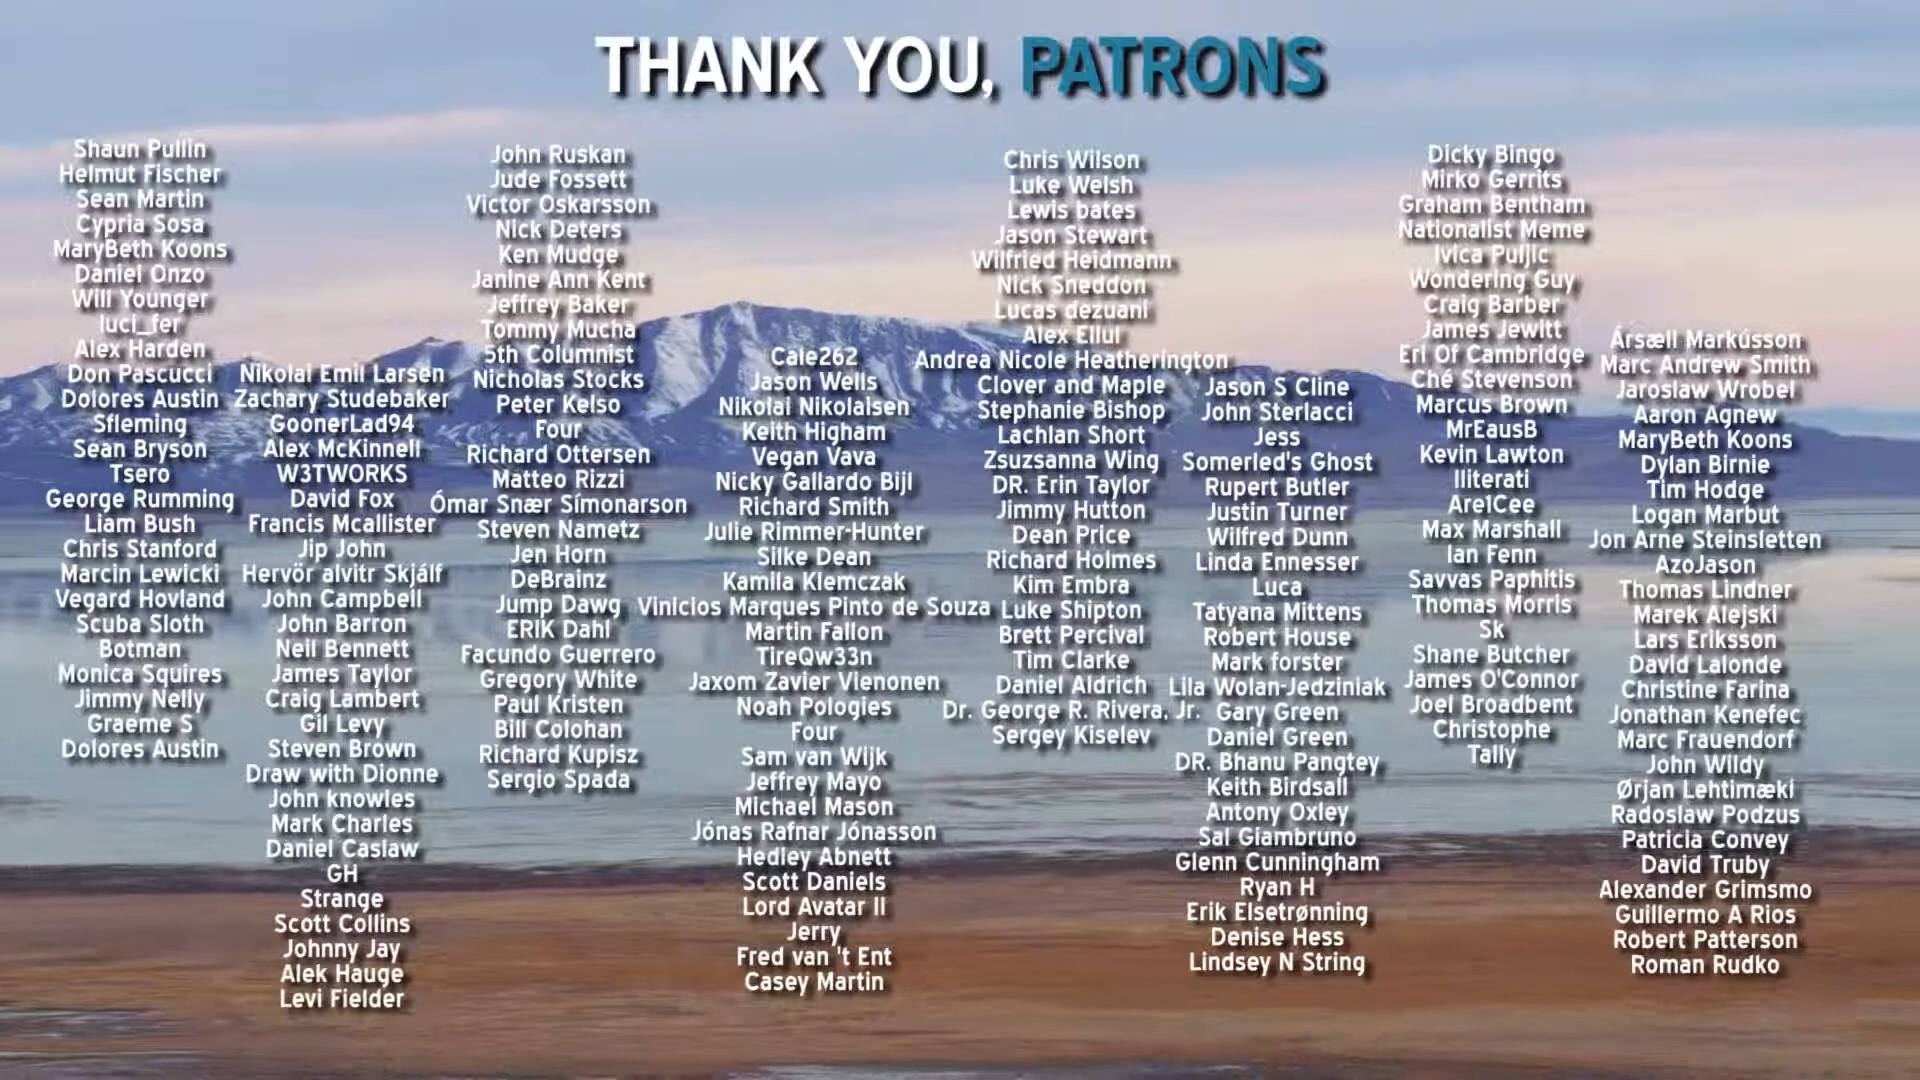 THANK YOU, PATRONS
Shaun Pullin
Helmut Fischer
Sean Martin
Cypria Sosa
MaryBeth Koons
Daniel Onzo
Will Younger
luci_fer
Alex Harden
Don Pascucci
Dolores Austin
Sfleming
Sean Bryson
Tsero
George Rumming
Liam Bush
Chris Stanford
Marcin Lewicki
Vegard Hovland
Scuba Sloth
Botman
Monica Squires
Jimmy Nelly
Graeme S
Dolores Austin
Nikolai Emil Larsen
Zachary Studebaker
GoonerLad94
Alex McKinnell
W3TWORKS
David Fox
Francis Mcallister
Jip John
Hervör alvitr Skjálf
John Campbell
John Barron
Neil Bennett
James Taylor
Craig Lambert
Gil Levy
Steven Brown
Draw with Dionne
John knowles
Mark Charles
Daniel Caslaw
GH
Strange
Scott Collins
Johnny Jay
Alek Hauge
Levi Fielder
John Ruskan
Jude Fossett
Victor Oskarsson
Nick Deters
Ken Mudge
Janine Ann Kent
Jeffrey Baker
Tommy Mucha
5th Columnist
Nicholas Stocks
Peter Kelso
Four
Richard Ottersen
Matteo Rizzi
Ómar Snær Símonarson
Steven Nametz
Jen Horn
DeBrainz
Jump Dawg
ERIK Dahl
Facundo Guerrero
Gregory White
Paul Kristen
Bill Colohan
Richard Kupisz
Sergio Spada
Cale262
Jason Wells
Nikolai Nikolaisen
Keith Higham
Vegan Vava
Nicky Gallardo Bijl
Richard Smith
Julie Rimmer-Hunter
Silke Dean
Kamila Klemczak
Vinicios Marques Pinto de Souza
Martin Fallon
TireQw33n
Jaxom Zavier Vienonen
Noah Pologies
Four
Sam van Wijk
Jeffrey Mayo
Michael Mason
Jónas Rafnar Jónasson
Hedley Abnett
Scott Daniels
Lord Avatar II
Jerry
Fred van 't Ent
Casey Martin
Chris Wilson
Luke Welsh
Lewis bates
Jason Stewart
Wilfried Heidmann
Nick Sneddon
Lucas dezuani
Alex Ellul
Andrea Nicole Heatherington
Clover and Maple
Stephanie Bishop
Lachlan Short
Zsuzsanna Wing
DR. Erin Taylor
Jimmy Hutton
Dean Price
Richard Holmes
Kim Embra
Luke Shipton
Brett Percival
Tim Clarke
Daniel Aldrich
Dr. George R. Rivera, Jr.
Sergey Kiselev
Jason S Cline
John Sterlacci
Jess
Somerled's Ghost
Rupert Butler
Justin Turner
Wilfred Dunn
Linda Ennesser
Luca
Tatyana Mittens
Robert House
Mark forster
Lila Wolan-Jedziniak
Gary Green
Daniel Green
DR. Bhanu Pangtey
Keith Birdsall
Antony Oxley
Sal Giambruno
Glenn Cunningham
Ryan H
Erik Elsetrønning
Denise Hess
Lindsey N String
Dicky Bingo
Mirko Gerrits
Graham Bentham
Nationalist Meme
Ivica Puljic
Wondering Guy
Craig Barber
James Jewitt
Erl Of Cambridge
Ché Stevenson
Marcus Brown
MrEausB
Kevin Lawton
Iliterati
Are1Cee
Max Marshall
Ian Fenn
Savvas Paphitis
Thomas Morris
Sk
Shane Butcher
James O'Connor
Joel Broadbent
Christophe
Tally
Ársæll Markússon
Marc Andrew Smith
Jaroslaw Wrobel
Aaron Agnew
MaryBeth Koons
Dylan Birnie
Tim Hodge
Logan Marbut
Jon Arne Steinsletten
AzoJason
Thomas Lindner
Marek Alejski
Lars Eriksson
David Lalonde
Christine Farina
Jonathan Kenefec
Marc Frauendorf
John Wildy
Ørjan Lehtimæki
Radoslaw Podzus
Patricia Convey
David Truby
Alexander Grimsmo
Guillermo A Rios
Robert Patterson
Roman Rudko